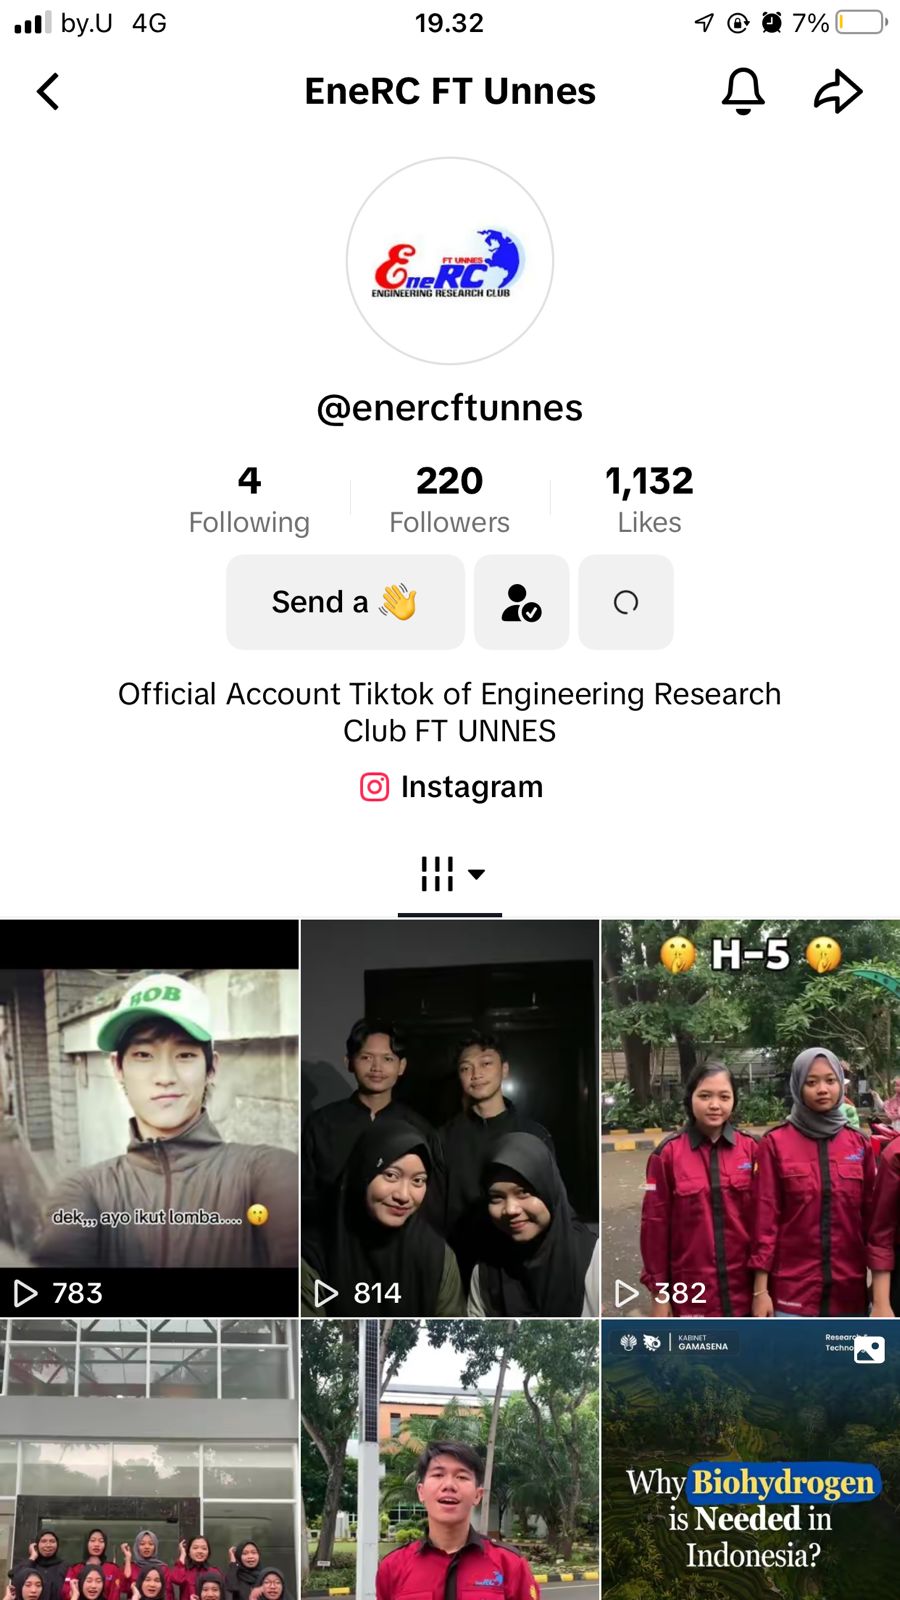 by.U 4G 19.32 7%
EneRC FT Unnes
FT UNNES
EneRC
ENGINEERING RESEARCH CLUB
@enercftunnes
4 220 1,132
Following Followers Likes
Send a 👋
Official Account Tiktok of Engineering Research
Club FT UNNES
Instagram
BOB
dek,,, ayo ikut lomba.... 😗
783
814
🤫 H-5 🤫
382
KABINET
GAMASENA
Research
Techno
Why Biohydrogen
is Needed in
Indonesia?